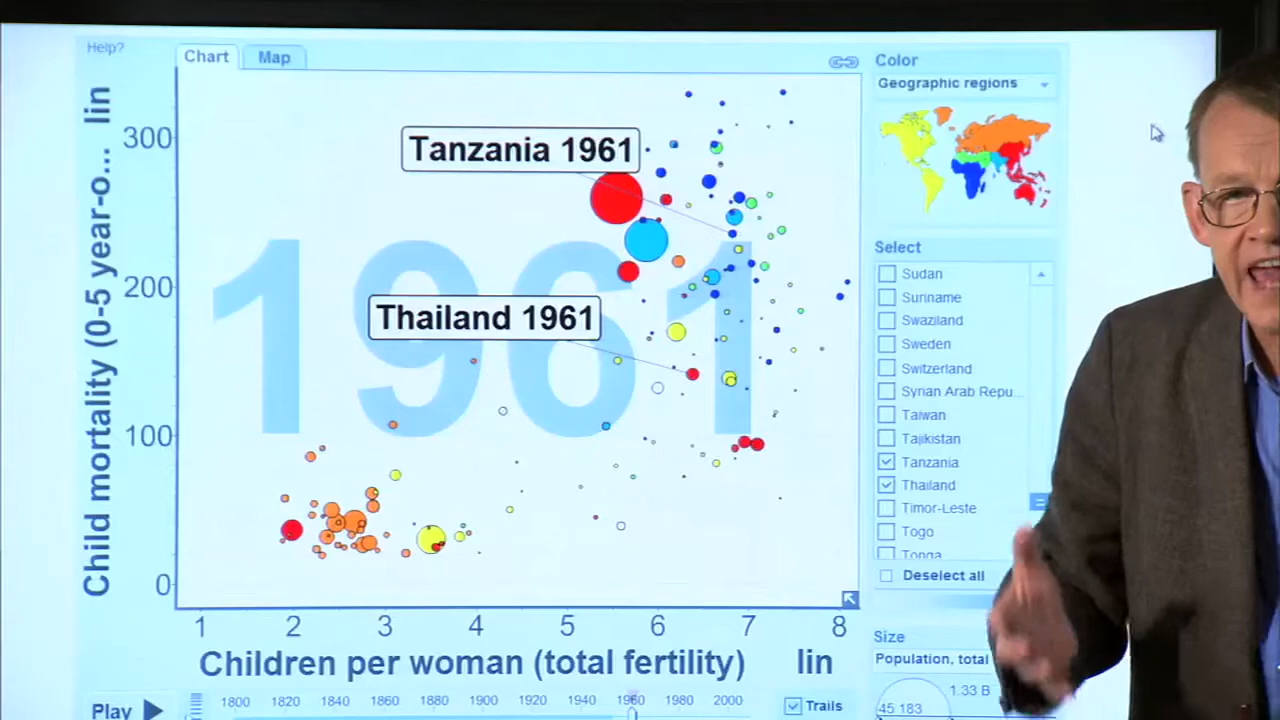 Help?
Chart
Map
Color
Geographic regions
Child mortality (0-5 year-o... lin
300
200
100
0
1961
Tanzania 1961
Thailand 1961
Select
Sudan
Suriname
Swaziland
Sweden
Switzerland
Syrian Arab Repu...
Taiwan
Tajikistan
Tanzania
Thailand
Timor-Leste
Togo
Tonga
Deselect all
1 2 3 4 5 6 7 8
Children per woman (total fertility) lin
Size
Population, total
1.33 B
45 183
Play
1800 1820 1840 1860 1880 1900 1920 1940 1960 1980 2000
Trails